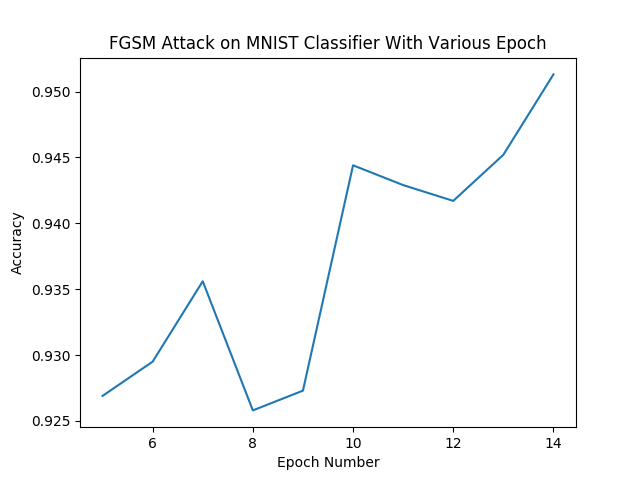 FGSM Attack on MNIST Classifier With Various Epoch
0.950
0.945
0.940
0.935
0.930
0.925
Accuracy
6 8 10 12 14
Epoch Number